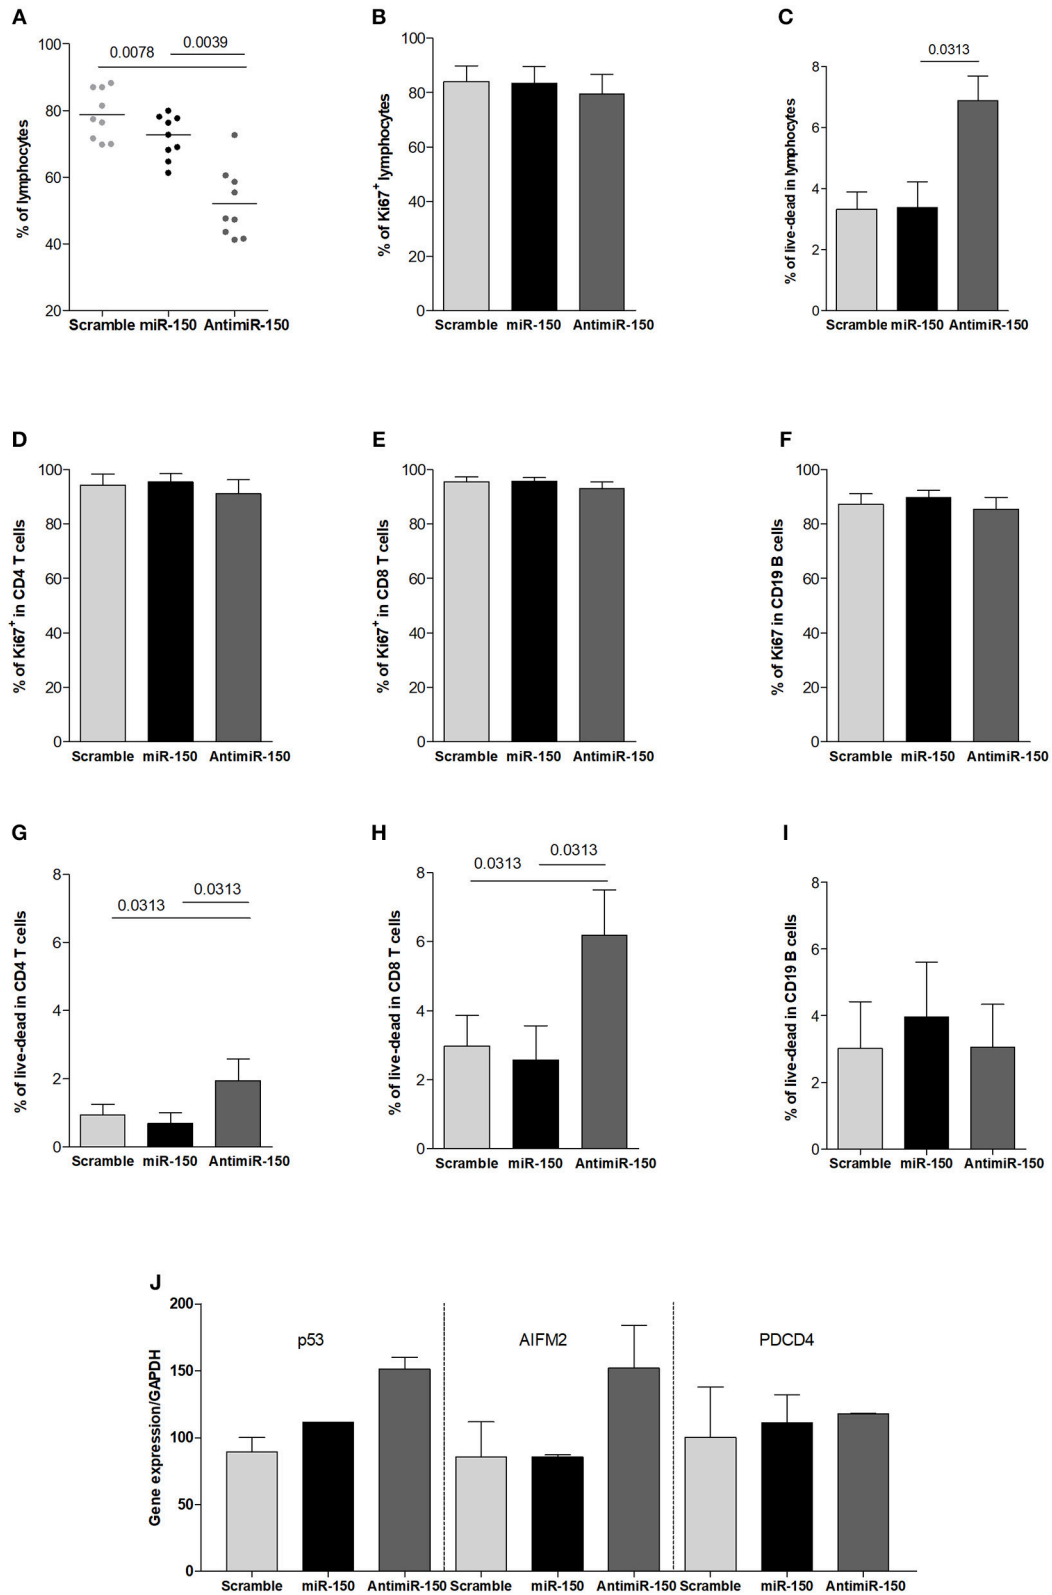 A
% of lymphocytes
100
80
60
40
20
0.0078
0.0039
Scramble miR-150 AntimiR-150
B
% of Ki67+ lymphocytes
100
80
60
40
20
0
Scramble miR-150 AntimiR-150
C
% of live-dead in lymphocytes
8
6
4
2
0
0.0313
Scramble miR-150 AntimiR-150
D
% of Ki67+ in CD4 T cells
100
80
60
40
20
0
Scramble miR-150 AntimiR-150
E
% of Ki67+ in CD8 T cells
100
80
60
40
20
0
Scramble miR-150 AntimiR-150
F
% of Ki67 in CD19 B cells
100
80
60
40
20
0
Scramble miR-150 AntimiR-150
G
% of live-dead in CD4 T cells
8
6
4
2
0
0.0313
0.0313
Scramble miR-150 AntimiR-150
H
% of live-dead in CD8 T cells
8
6
4
2
0
0.0313
0.0313
Scramble miR-150 AntimiR-150
I
% of live-dead in CD19 B cells
8
6
4
2
0
Scramble miR-150 AntimiR-150
J
Gene expression/GAPDH
200
150
100
50
0
p53
AIFM2
PDCD4
Scramble miR-150 AntimiR-150 Scramble miR-150 AntimiR-150 Scramble miR-150 AntimiR-150